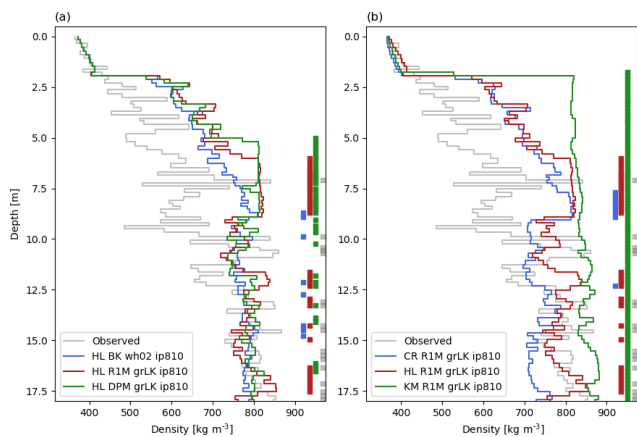 (a)
(b)
0.0
2.5
5.0
7.5
10.0
12.5
15.0
17.5
Depth [m]
Observed
HL BK wh02 ip810
HL R1M grLK ip810
HL DPM grLK ip810
400 500 600 700 800 900
Density [kg m⁻³]
0.0
2.5
5.0
7.5
10.0
12.5
15.0
17.5
Observed
CR R1M grLK ip810
HL R1M grLK ip810
KM R1M grLK ip810
400 500 600 700 800 900
Density [kg m⁻³]